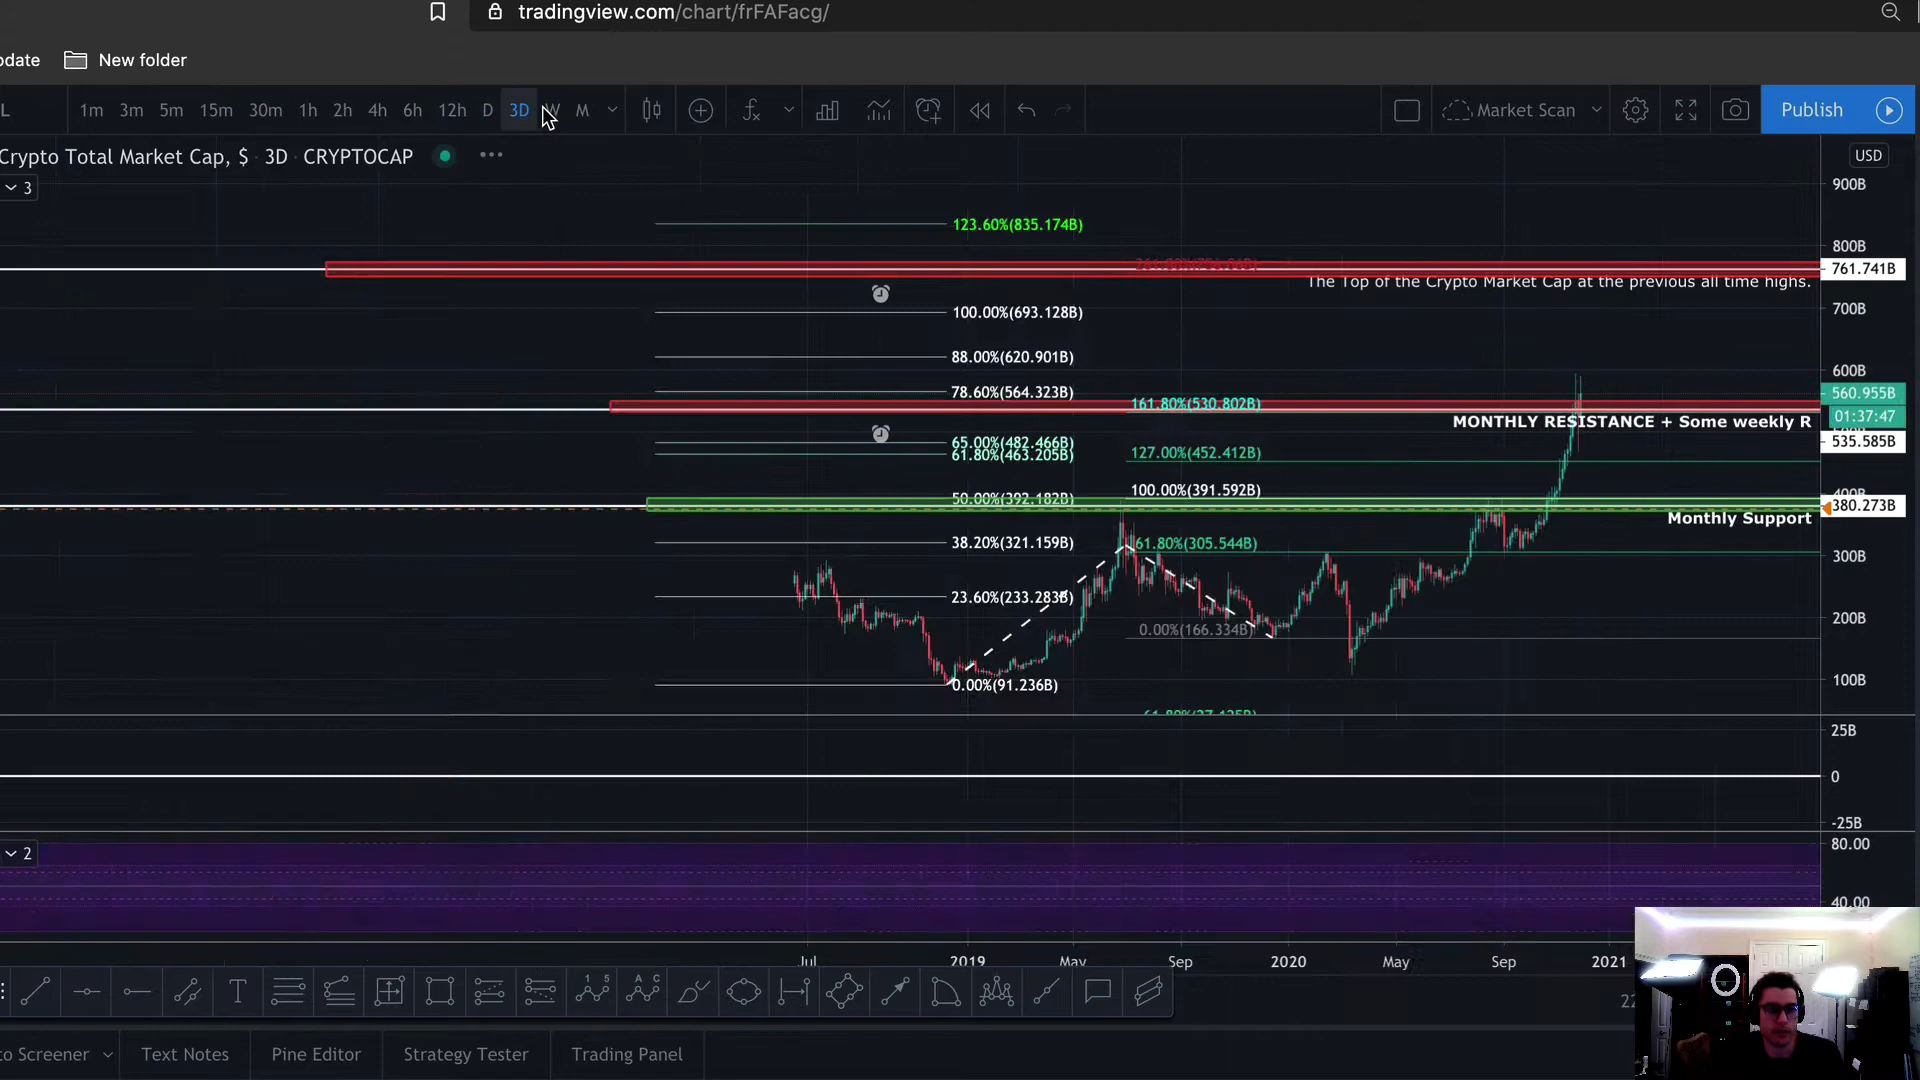 tradingview.com/chart/frFAFacg/
pdate New folder
L 1m 3m 5m 15m 30m 1h 2h 4h 6h 12h D 3D W M Market Scan Publish
Crypto Total Market Cap, $ · 3D · CRYPTOCAP
USD
3
900B
123.60%(835.174B)
800B
761.741B
The Top of the Crypto Market Cap at the previous all time highs.
100.00%(693.128B)
700B
88.00%(620.901B)
600B
78.60%(564.323B)
560.955B
161.80%(530.802B)
01:37:47
MONTHLY RESISTANCE + Some weekly R
65.00%(482.466B)
535.585B
61.80%(463.205B)
127.00%(452.412B)
100.00%(391.592B)
50.00%(392.182B)
400B
380.273B
Monthly Support
38.20%(321.159B)
61.80%(305.544B)
300B
23.60%(233.283B)
200B
0.00%(166.334B)
0.00%(91.236B)
100B
25B
0
-25B
2
80.00
40.00
Jul 2019 May Sep 2020 May Sep 2021
T
1 5
A C
22
to Screener Text Notes Pine Editor Strategy Tester Trading Panel